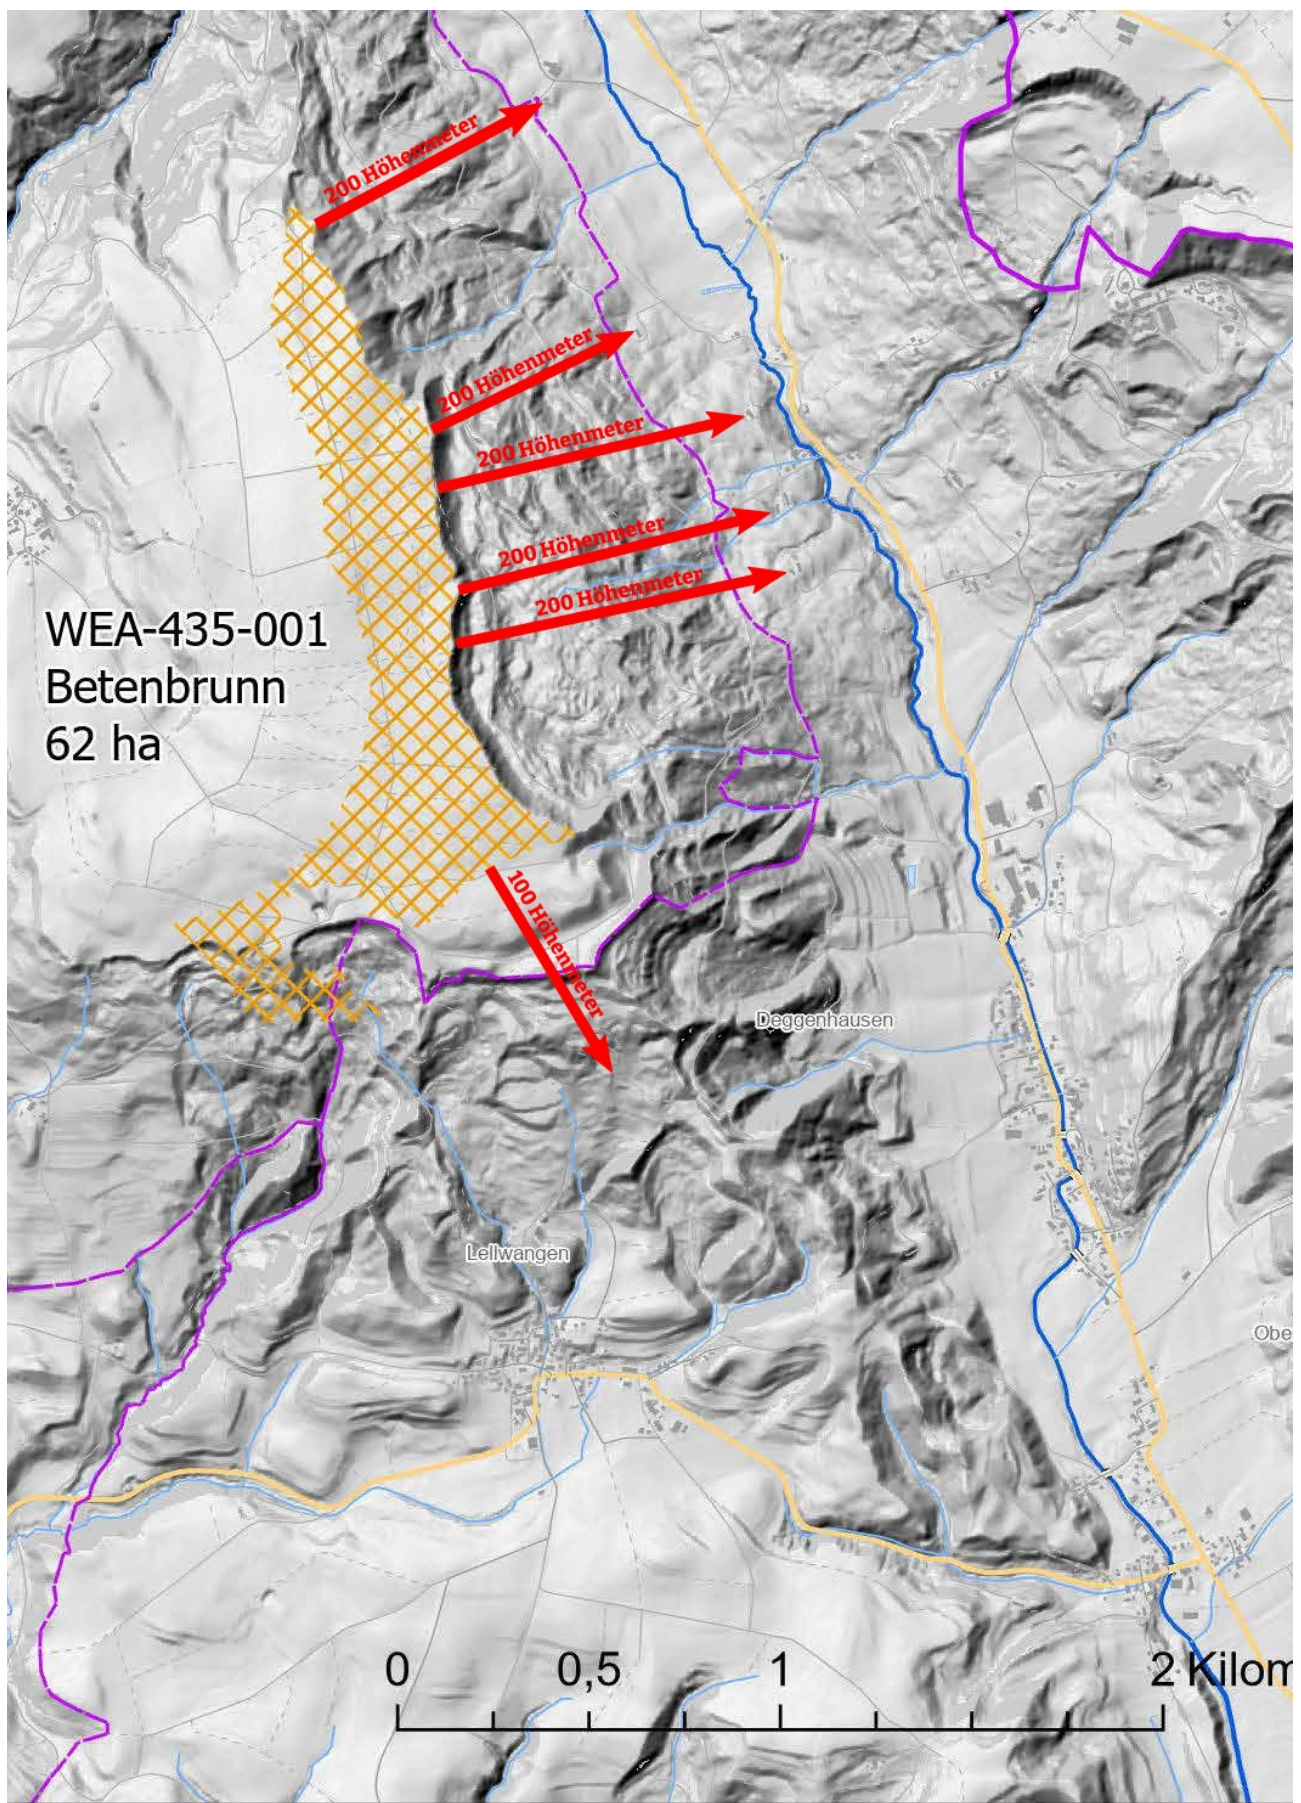 200 Höhenmeter
200 Höhenmeter
200 Höhenmeter
200 Höhenmeter
200 Höhenmeter
WEA-435-001
Betenbrunn
62 ha
100 Höhenmeter
Deggenhausen
Lellwangen
Obe
0 0,5 1 2 Kilom